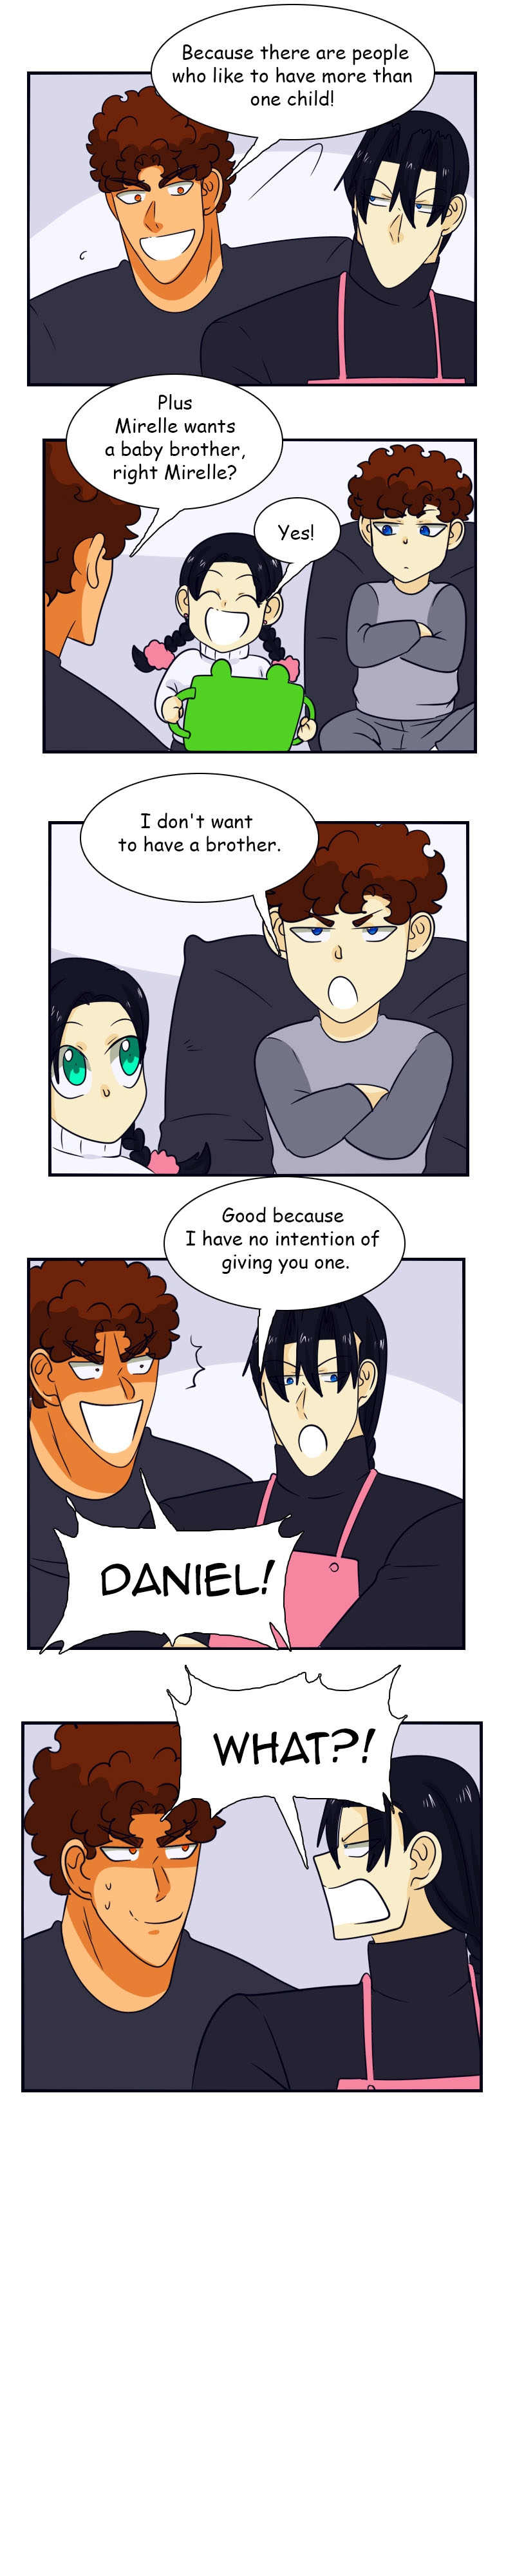 Because there are people
who like to have more than
one child!
Plus
Mirelle wants
a baby brother,
right Mirelle?
Yes!
I don't want
to have a brother.
Good because
I have no intention of
giving you one.
DANIEL!
WHAT?!